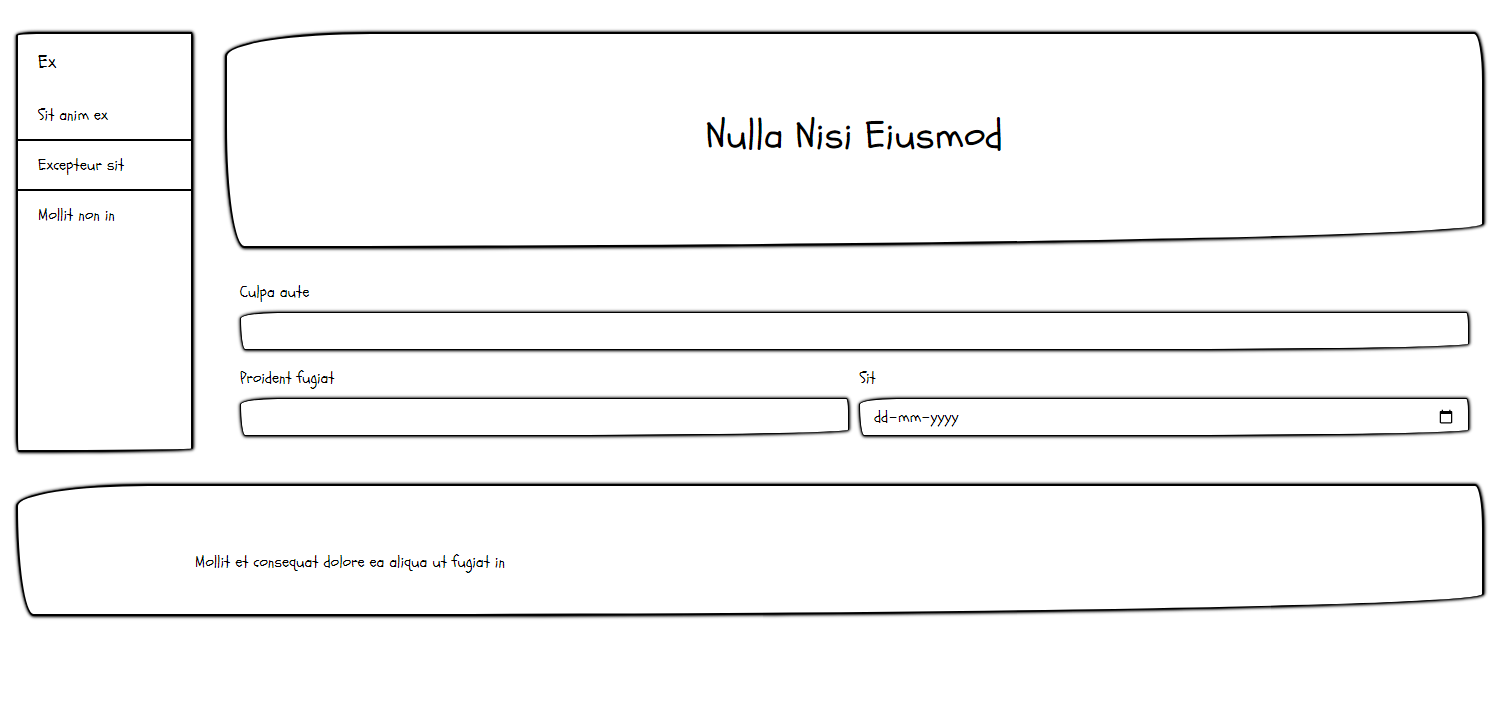 Ex
Sit anim ex
Excepteur sit
Mollit non in
Nulla Nisi Eiusmod
Culpa aute
Proident fugiat
Sit
dd-mm-yyyy
Mollit et consequat dolore ea aliqua ut fugiat in